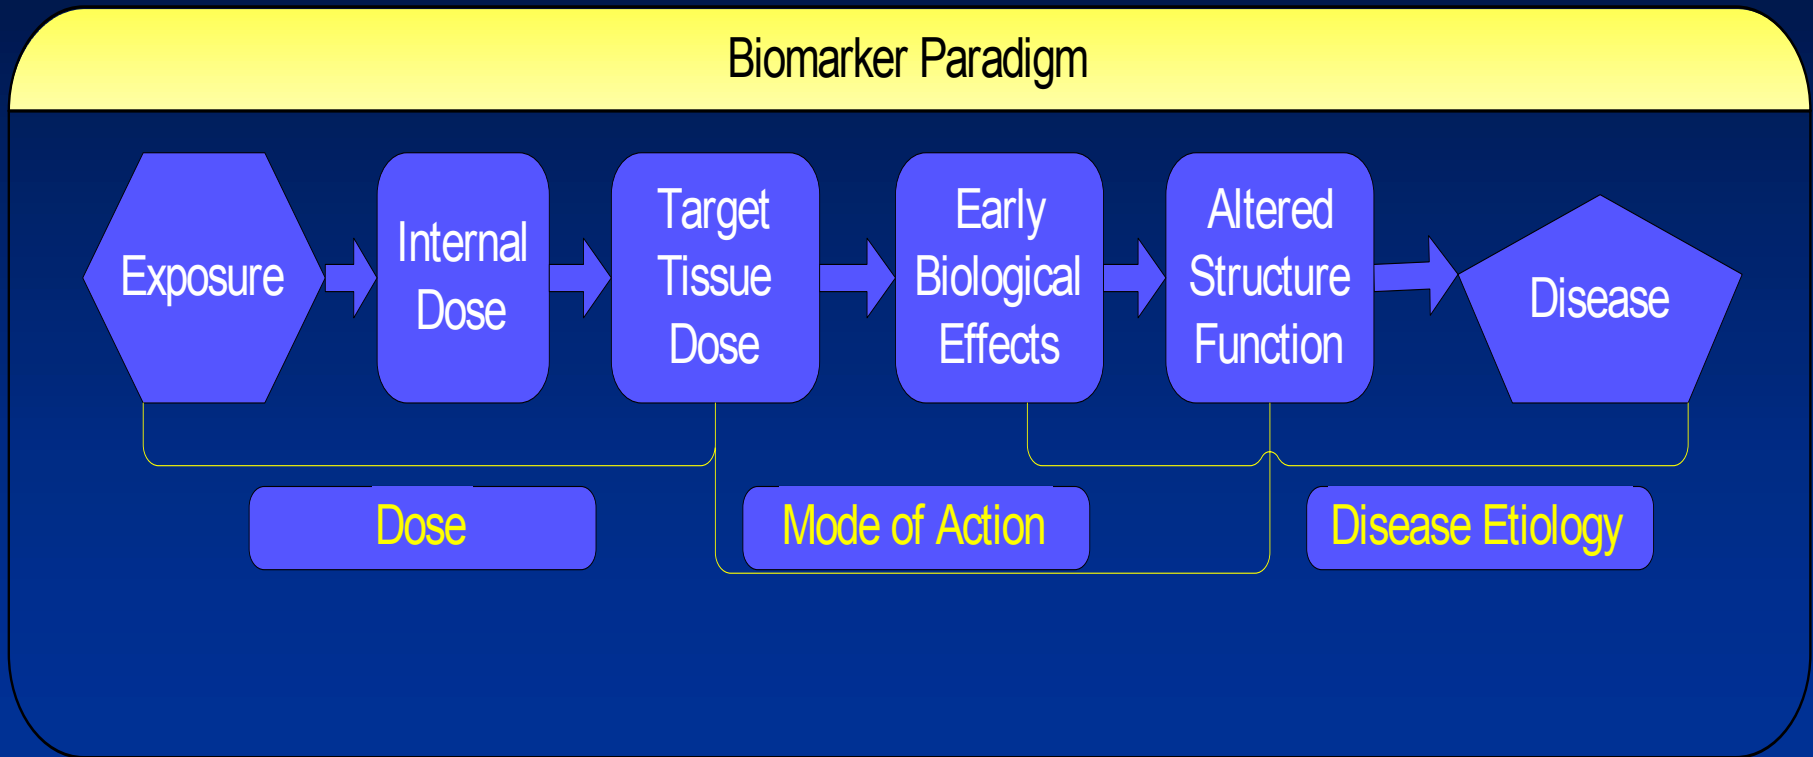 Biomarker Paradigm
Exposure
Internal
Dose
Target
Tissue
Dose
Early
Biological
Effects
Altered
Structure
Function
Disease
Dose
Mode of Action
Disease Etiology